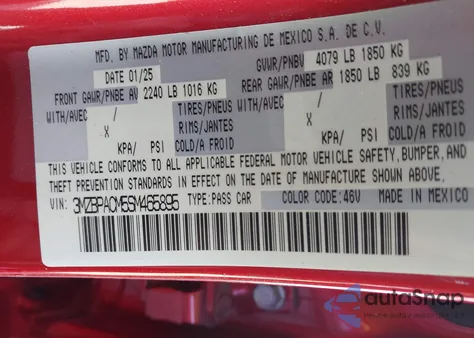 MFD. BY MAZDA MOTOR MANUFACTURING DE MEXICO S.A. DE C.V.
DATE 01/25 GVWR/PNBV 4079 LB 1850 KG
FRONT GAWR/PNBE AV 2240 LB 1016 KG REAR GAWR/PNBE AR 1850 LB 839 KG
WITH/AVEC / TIRES/PNEUS WITH/AVEC / TIRES/PNEUS
X RIMS/JANTES X RIMS/JANTES
KPA/ PSI COLD/A FROID KPA/ PSI COLD/A FROID
THIS VEHICLE CONFORMS TO ALL APPLICABLE FEDERAL MOTOR VEHICLE SAFETY, BUMPER, AND
THEFT PREVENTION STANDARDS IN EFFECT ON THE DATE OF MANUFACTURE SHOWN ABOVE.
VIN: 3MZBPACM5SM465895 TYPE:PASS CAR COLOR CODE:46V MADE IN MEXICO
autoSnap